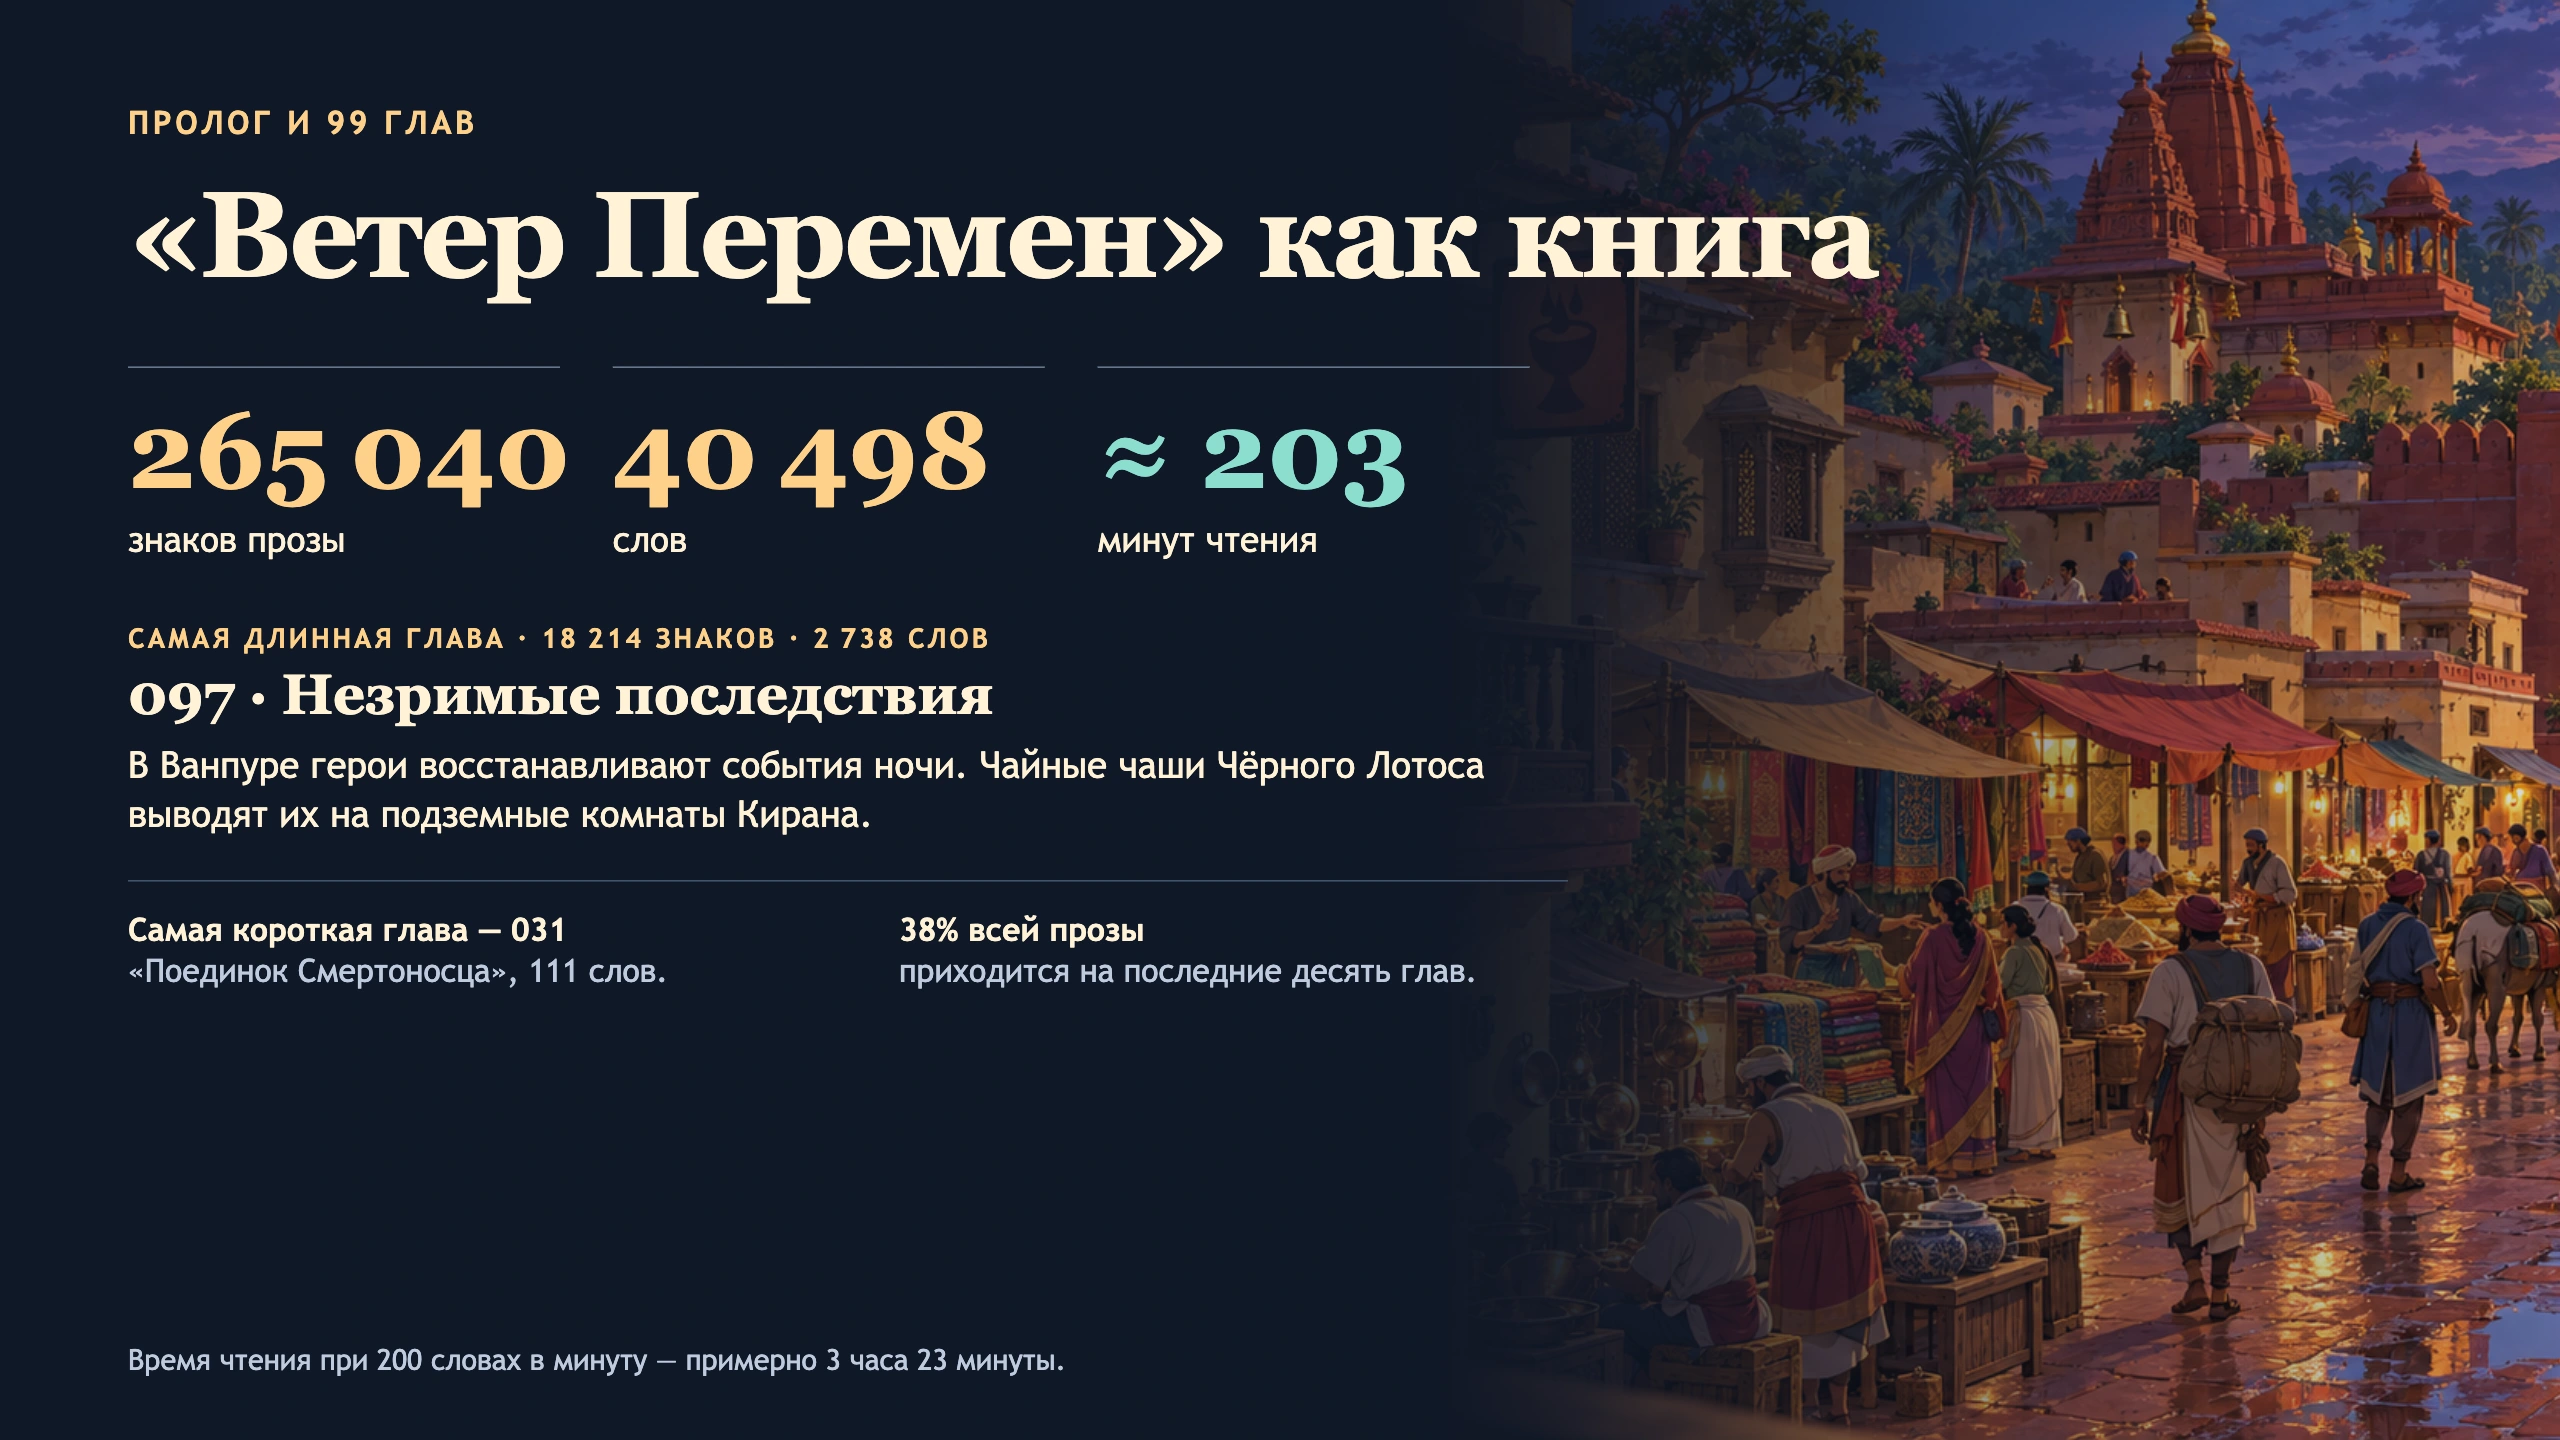 ПРОЛОГ И 99 ГЛАВ
«Ветер Перемен» как книга
265 040
знаков прозы
40 498
слов
≈ 203
минут чтения
САМАЯ ДЛИННАЯ ГЛАВА · 18 214 ЗНАКОВ · 2 738 СЛОВ
097 · Незримые последствия
В Ванпуре герои восстанавливают события ночи. Чайные чаши Чёрного Лотоса
выводят их на подземные комнаты Кирана.
Самая короткая глава — 031
«Поединок Смертоносца», 111 слов.
38% всей прозы
приходится на последние десять глав.
Время чтения при 200 словах в минуту — примерно 3 часа 23 минуты.